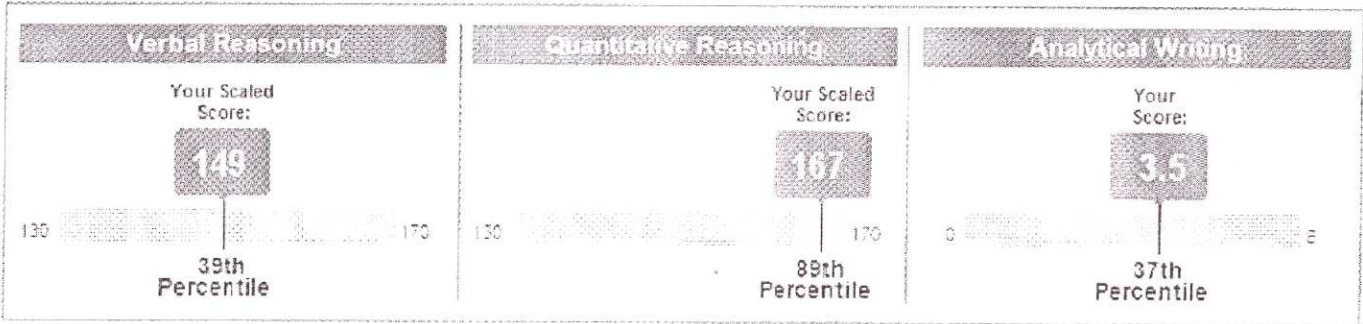 Verbal Reasoning
Your Scaled
Score:
149
130
170
39th
Percentile
Quantitative Reasoning
Your Scaled
Score:
167
130
170
89th
Percentile
Analytical Writing
Your
Score:
3.5
0
6
37th
Percentile